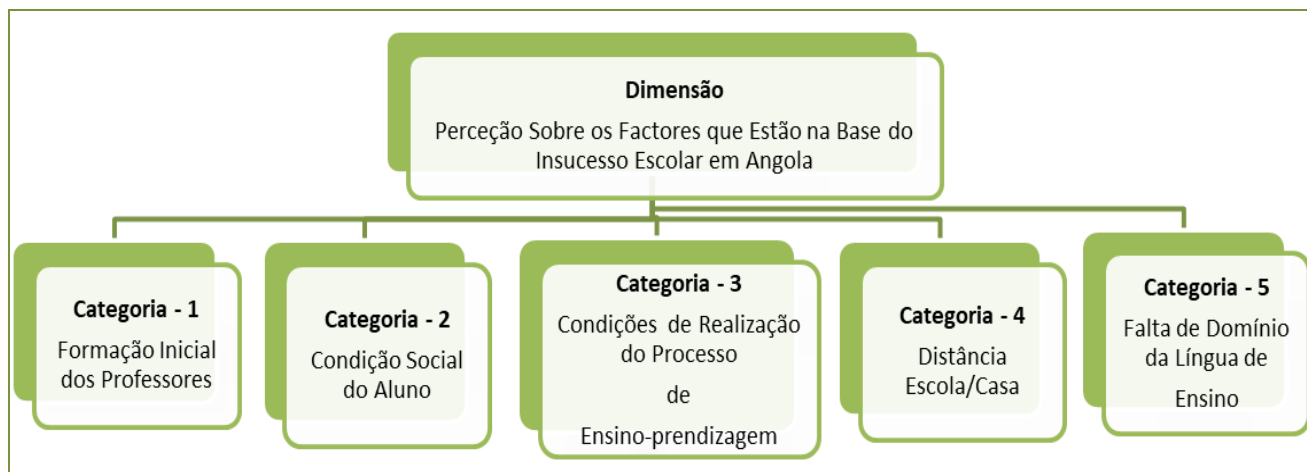 Dimensão
Perceção Sobre os Factores que Estão na Base do
Insucesso Escolar em Angola
Categoria - 1
Formação Inicial
dos Professores
Categoria - 2
Condição Social
do Aluno
Categoria - 3
Condições de Realização
do Processo
de
Ensino-prendizagem
Categoria - 4
Distância
Escola/Casa
Categoria - 5
Falta de Domínio
da Língua de
Ensino